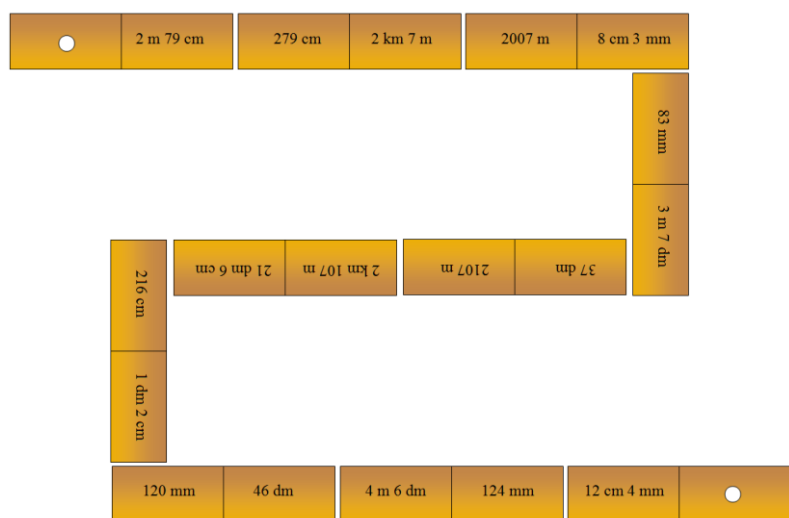 2 m 79 cm
279 cm
2 km 7 m
2007 m
8 cm 3 mm
83 mm
3 m 7 dm
37 dm
2107 m
2 km 107 m
21 dm 6 cm
216 cm
1 dm 2 cm
120 mm
46 dm
4 m 6 dm
124 mm
12 cm 4 mm